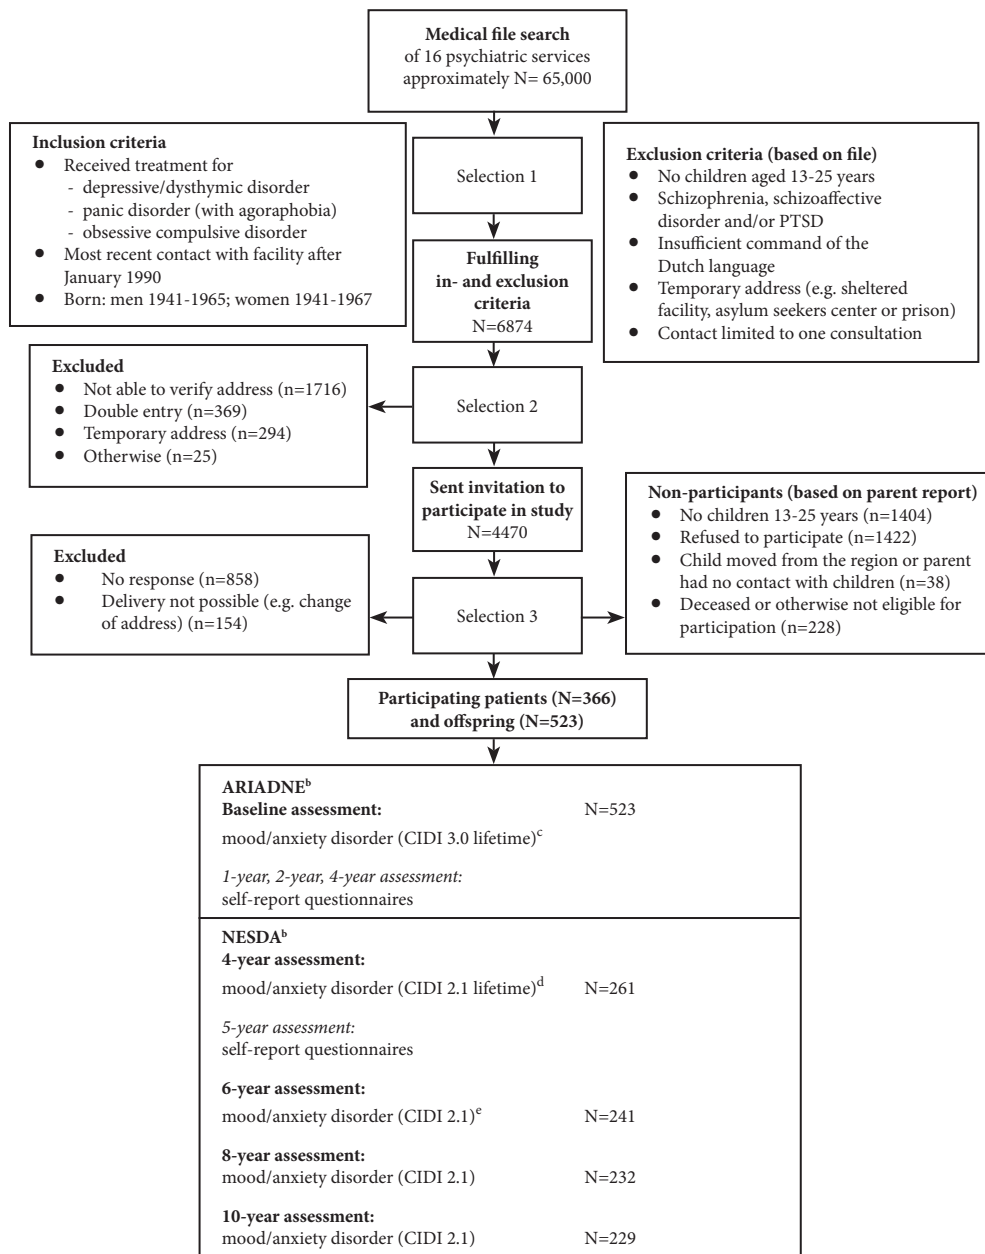 Medical file search
of 16 psychiatric services
approximately N= 65,000
Inclusion criteria
● Received treatment for
- depressive/dysthymic disorder
- panic disorder (with agoraphobia)
- obsessive compulsive disorder
● Most recent contact with facility after
January 1990
● Born: men 1941-1965; women 1941-1967
Selection 1
Exclusion criteria (based on file)
● No children aged 13-25 years
● Schizophrenia, schizoaffective
disorder and/or PTSD
● Insufficient command of the
Dutch language
● Temporary address (e.g. sheltered
facility, asylum seekers center or prison)
● Contact limited to one consultation
Fulfilling
in- and exclusion
criteria
N=6874
Excluded
● Not able to verify address (n=1716)
● Double entry (n=369)
● Temporary address (n=294)
● Otherwise (n=25)
Selection 2
Sent invitation to
participate in study
N=4470
Non-participants (based on parent report)
● No children 13-25 years (n=1404)
● Refused to participate (n=1422)
● Child moved from the region or parent
had no contact with children (n=38)
● Deceased or otherwise not eligible for
participation (n=228)
Excluded
● No response (n=858)
● Delivery not possible (e.g. change
of address) (n=154)
Selection 3
Participating patients (N=366)
and offspring (N=523)
ARIADNEᵇ
Baseline assessment: N=523
mood/anxiety disorder (CIDI 3.0 lifetime)ᶜ
1-year, 2-year, 4-year assessment:
self-report questionnaires
NESDAᵇ
4-year assessment:
mood/anxiety disorder (CIDI 2.1 lifetime)ᵈ N=261
5-year assessment:
self-report questionnaires
6-year assessment:
mood/anxiety disorder (CIDI 2.1)ᵉ N=241
8-year assessment:
mood/anxiety disorder (CIDI 2.1) N=232
10-year assessment:
mood/anxiety disorder (CIDI 2.1) N=229